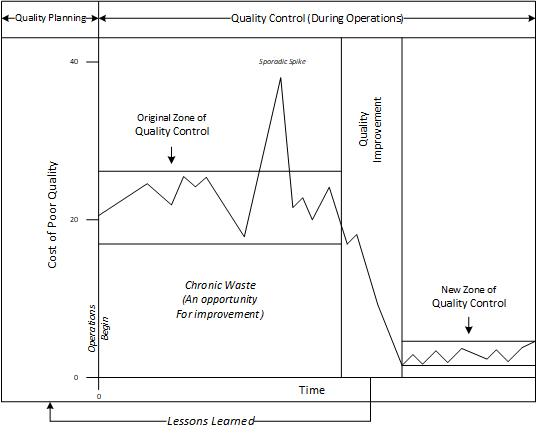 Quality Planning
Quality Control (During Operations)
40
Sporadic Spike
Original Zone of
Quality Control
Quality
Improvement
Cost of Poor Quality
20
Chronic Waste
(An opportunity
For improvement)
New Zone of
Quality Control
Operations
Begin
0
0
Time
Lessons Learned